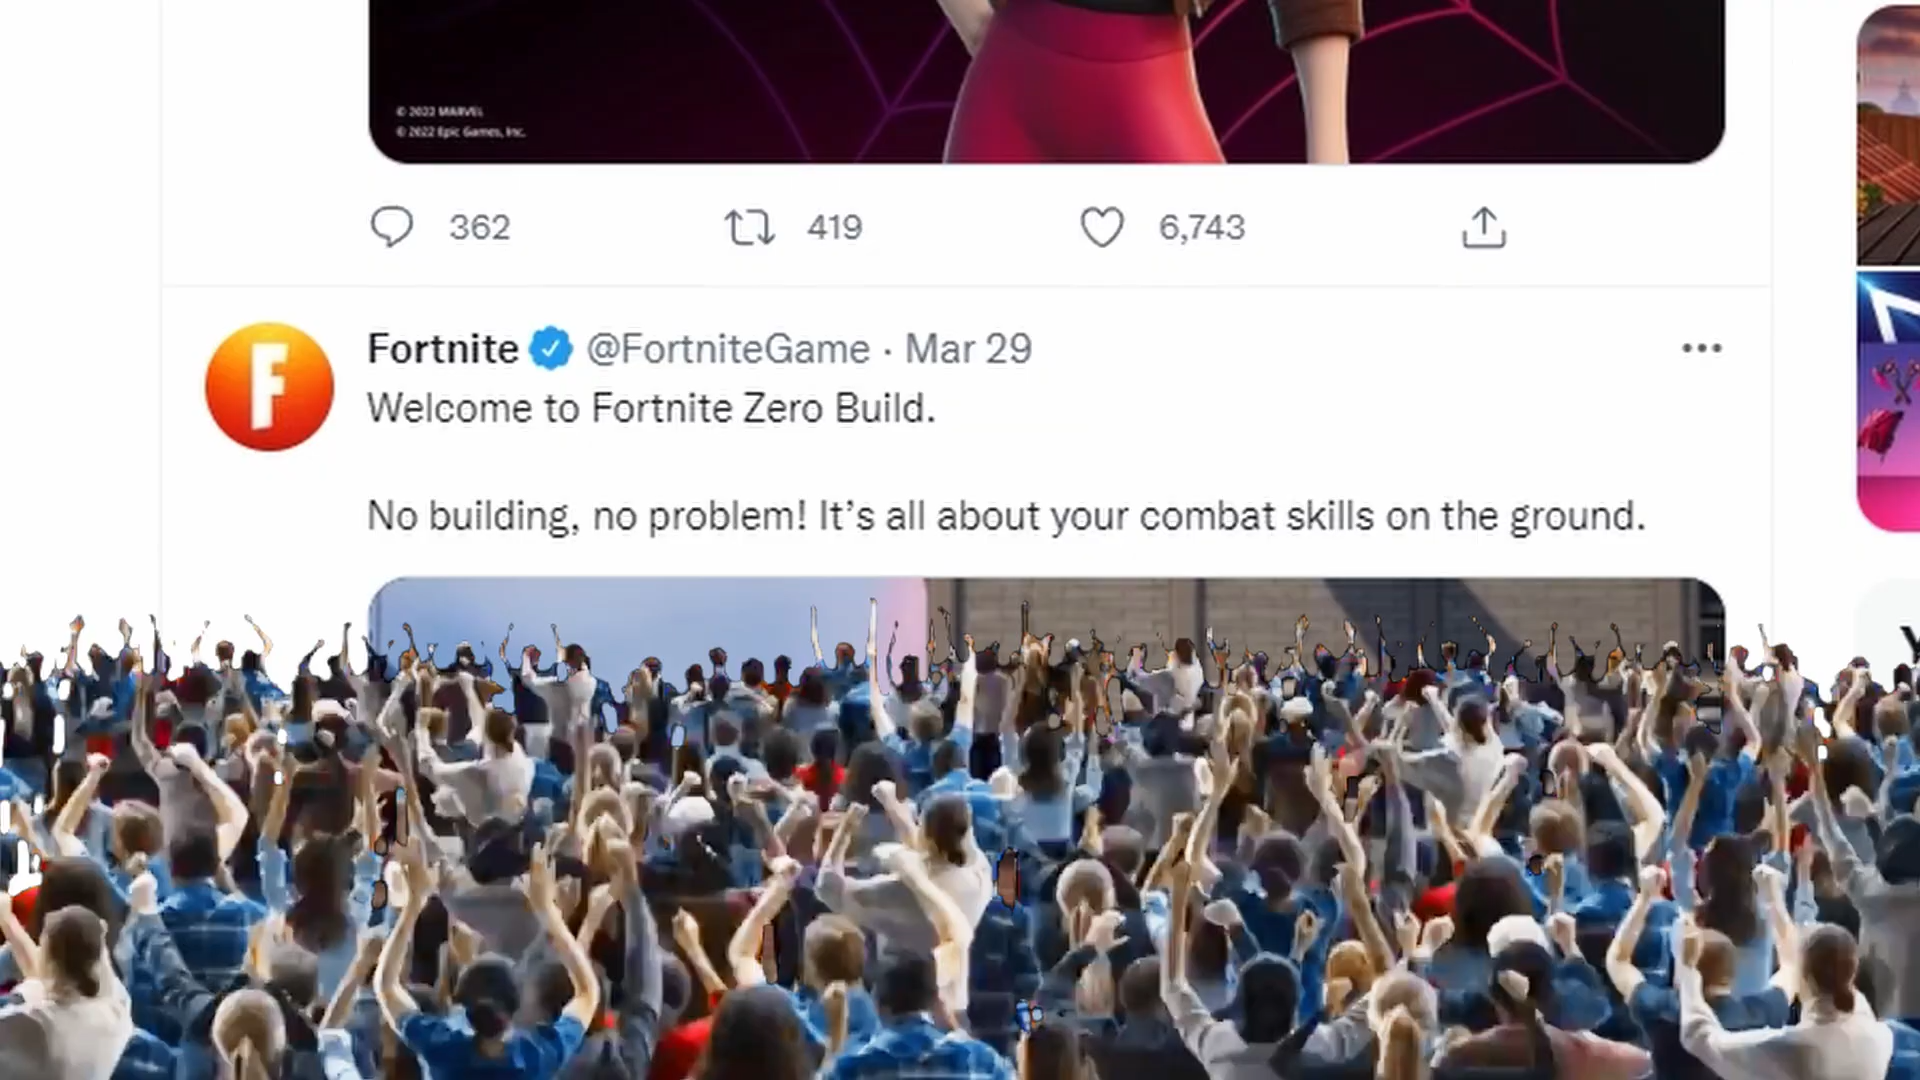 © 2022 MARVEL
© 2022 Epic Games, Inc.
362 419 6,743
F
Fortnite @FortniteGame · Mar 29
Welcome to Fortnite Zero Build.
No building, no problem! It’s all about your combat skills on the ground.